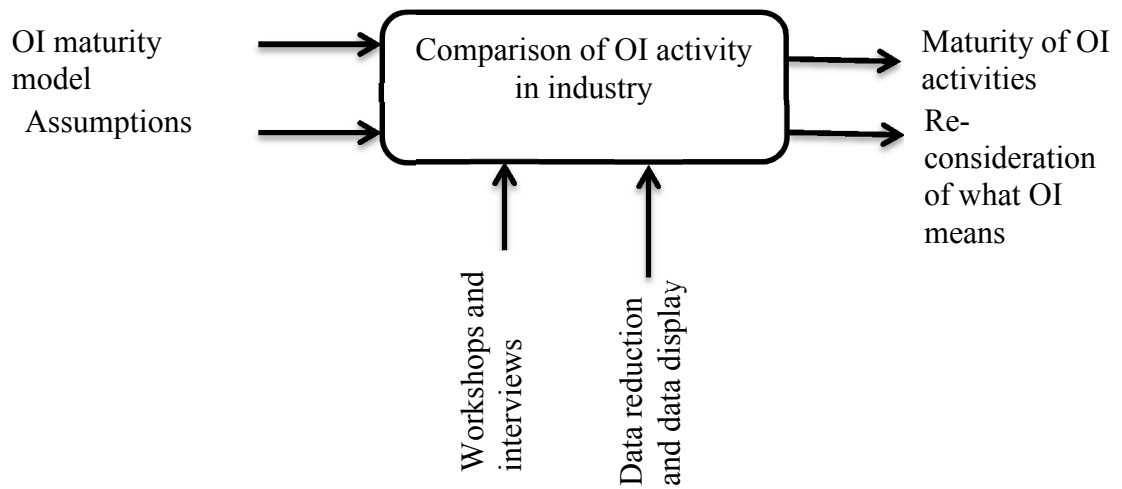 OI maturity
model
Assumptions
Comparison of OI activity
in industry
Maturity of OI
activities
Re-
consideration
of what OI
means
Workshops and
interviews
Data reduction
and data display